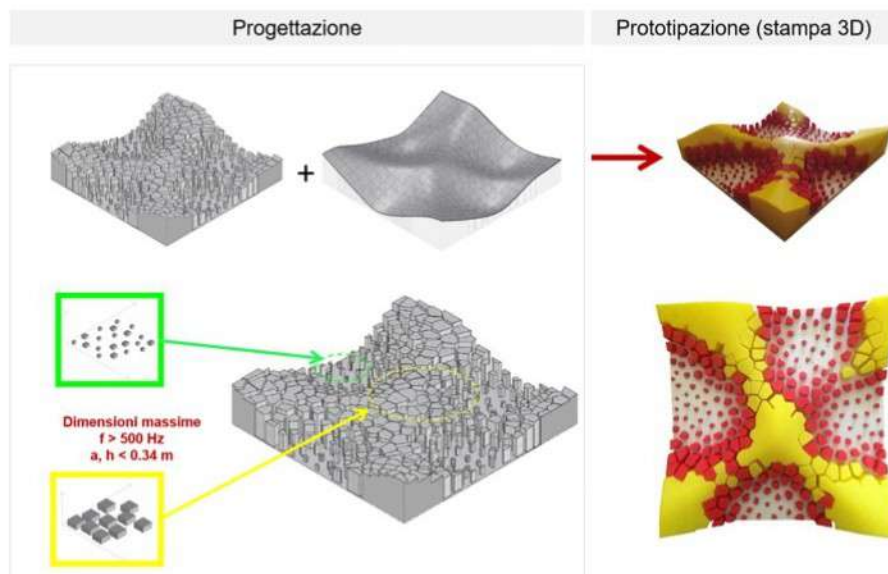 Progettazione
Prototipazione (stampa 3D)
+
Dimensioni massime
f > 500 Hz
a, h < 0.34 m